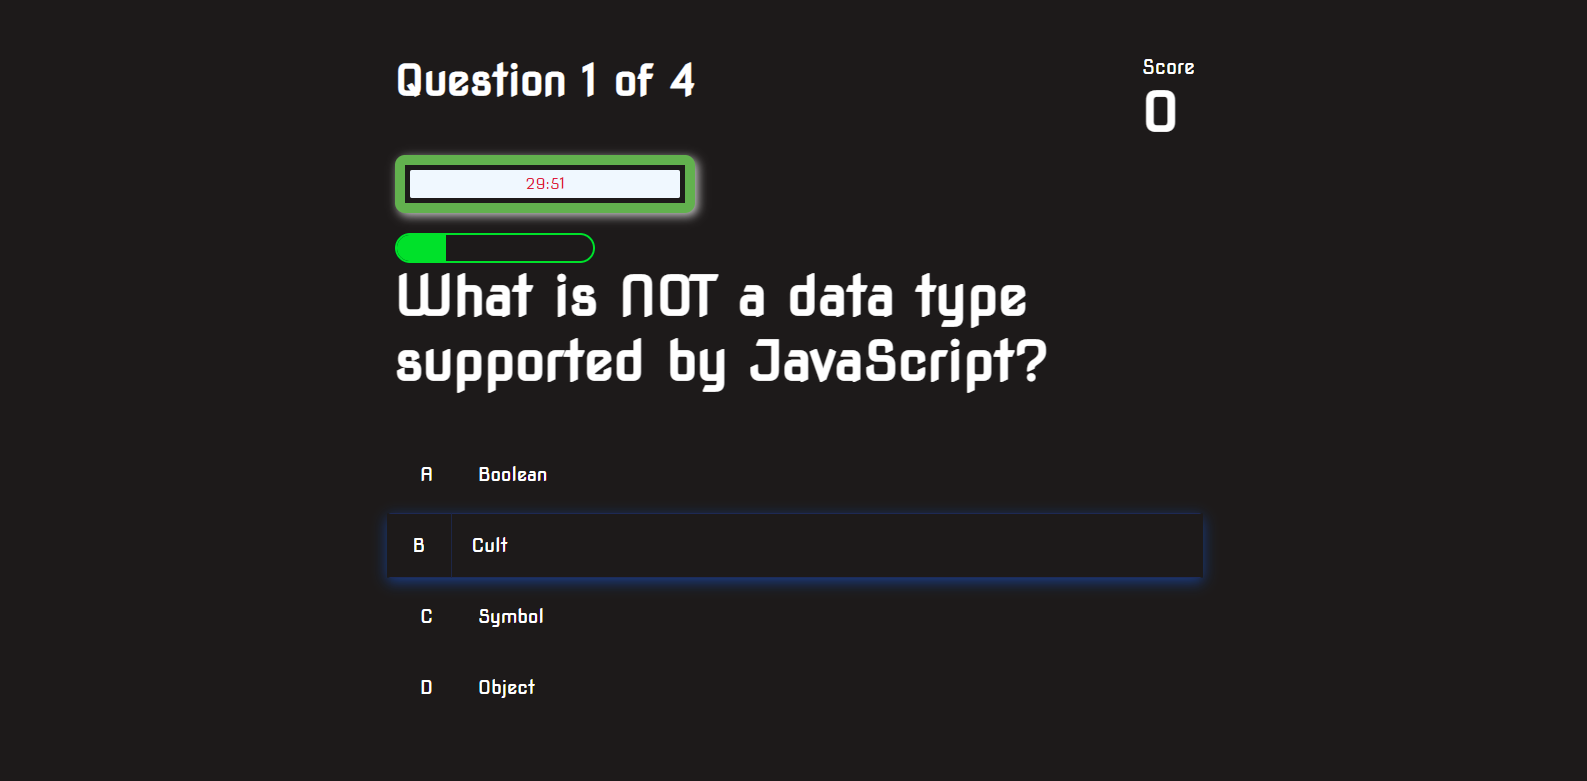 Question 1 of 4
Score
0
29:51
What is NOT a data type
supported by JavaScript?
A Boolean
B Cult
C Symbol
D Object